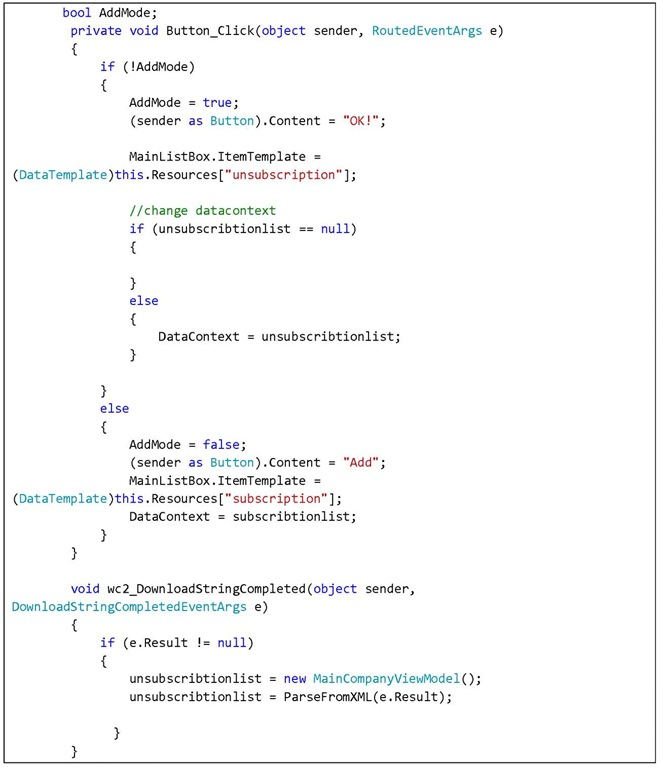 bool AddMode;
private void Button_Click(object sender, RoutedEventArgs e)
{
if (!AddMode)
{
AddMode = true;
(sender as Button).Content = "OK!";
MainListBox.ItemTemplate =
(DataTemplate)this.Resources["unsubscription"];
//change datacontext
if (unsubscribtionlist == null)
{
}
else
{
DataContext = unsubscribtionlist;
}
}
else
{
AddMode = false;
(sender as Button).Content = "Add";
MainListBox.ItemTemplate =
(DataTemplate)this.Resources["subscription"];
DataContext = subscribtionlist;
}
}
void wc2_DownloadStringCompleted(object sender,
DownloadStringCompletedEventArgs e)
{
if (e.Result != null)
{
unsubscribtionlist = new MainCompanyViewModel();
unsubscribtionlist = ParseFromXML(e.Result);
}
}